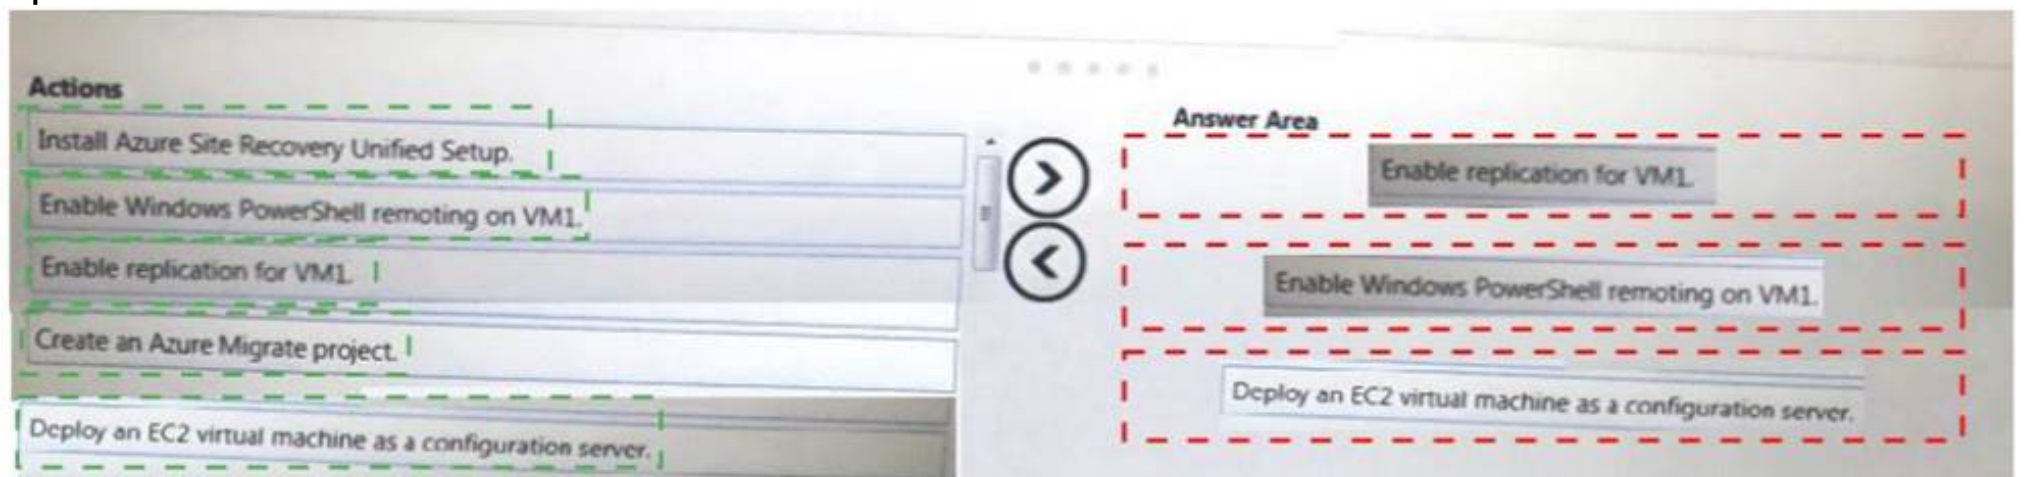 Actions
Install Azure Site Recovery Unified Setup.
Enable Windows PowerShell remoting on VM1.
Enable replication for VM1.
Create an Azure Migrate project.
Deploy an EC2 virtual machine as a configuration server.
Answer Area
Enable replication for VM1.
Enable Windows PowerShell remoting on VM1.
Deploy an EC2 virtual machine as a configuration server.